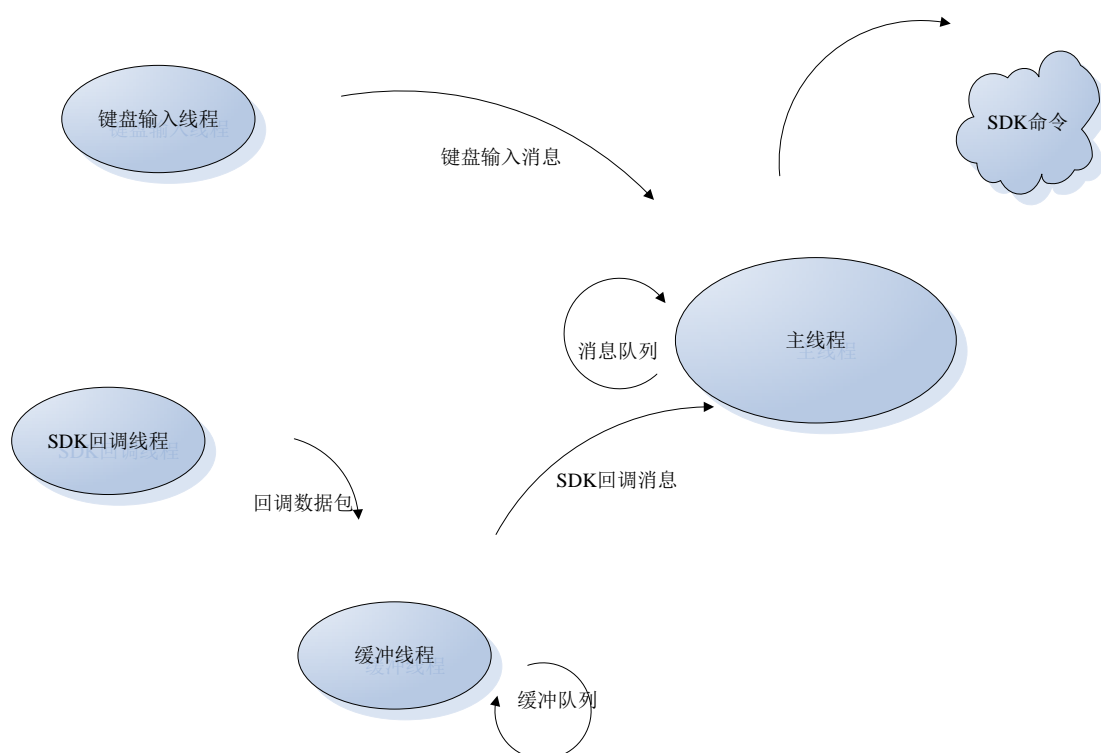 键盘输入线程
SDK命令
键盘输入消息
主线程
消息队列
SDK回调线程
SDK回调消息
回调数据包
缓冲线程
缓冲队列